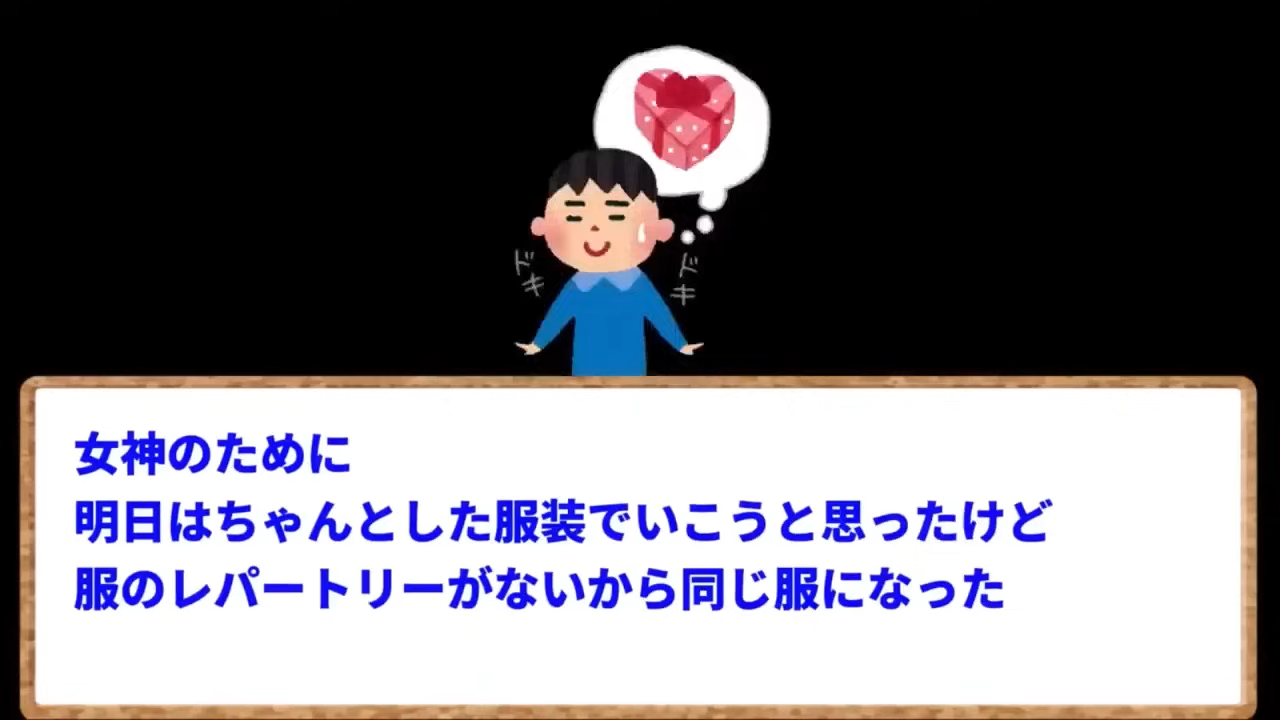 ドキ
ドキ
女神のために
明日はちゃんとした服装でいこうと思ったけど
服のレパートリーがないから同じ服になった